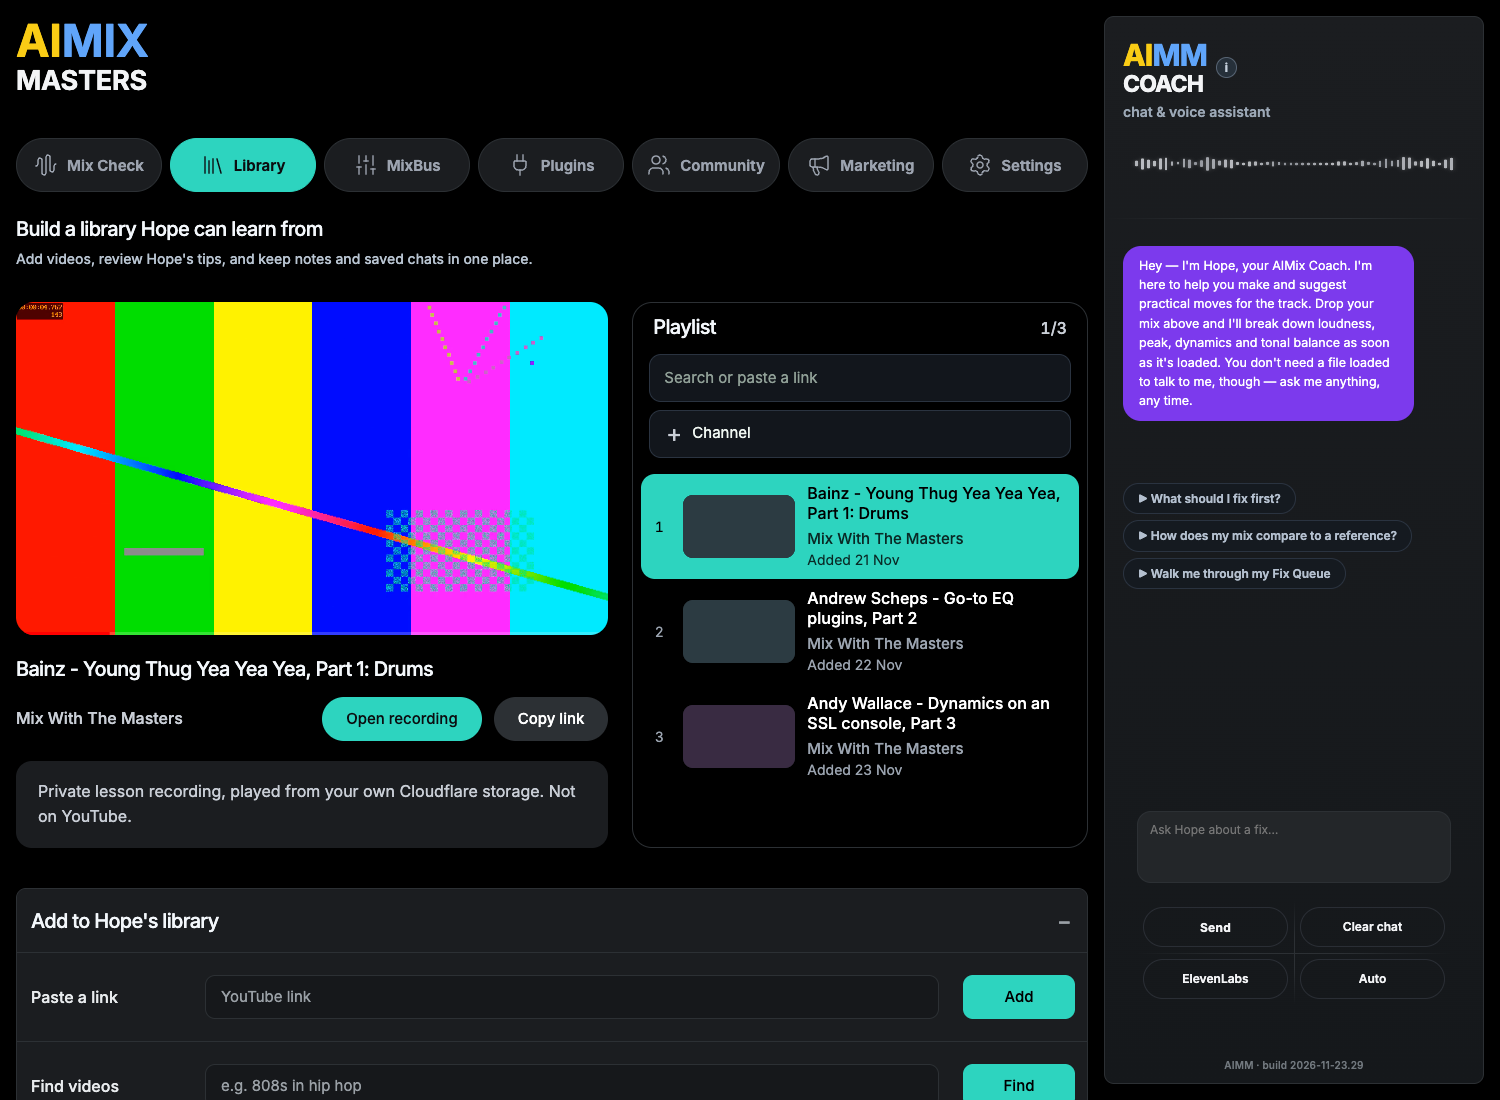 AIMIX
MASTERS
Mix Check
Library
MixBus
Plugins
Community
Marketing
Settings
Build a library Hope can learn from
Add videos, review Hope's tips, and keep notes and saved chats in one place.
143
Bainz - Young Thug Yea Yea Yea, Part 1: Drums
Mix With The Masters
Open recording
Copy link
Private lesson recording, played from your own Cloudflare storage. Not
on YouTube.
Playlist
1/3
Search or paste a link
+ Channel
1
Bainz - Young Thug Yea Yea Yea,
Part 1: Drums
Mix With The Masters
Added 21 Nov
2
Andrew Scheps - Go-to EQ
plugins, Part 2
Mix With The Masters
Added 22 Nov
3
Andy Wallace - Dynamics on an
SSL console, Part 3
Mix With The Masters
Added 23 Nov
Add to Hope's library
Paste a link
YouTube link
Add
Find videos
e.g. 808s in hip hop
Find
AIMM
COACH
i
chat & voice assistant
Hey — I'm Hope, your AIMix Coach. I'm
here to help you make and suggest
practical moves for the track. Drop your
mix above and I'll break down loudness,
peak, dynamics and tonal balance as soon
as it's loaded. You don't need a file loaded
to talk to me, though — ask me anything,
any time.
What should I fix first?
How does my mix compare to a reference?
Walk me through my Fix Queue
Ask Hope about a fix...
Send
Clear chat
ElevenLabs
Auto
AIMM · build 2026-11-23.29